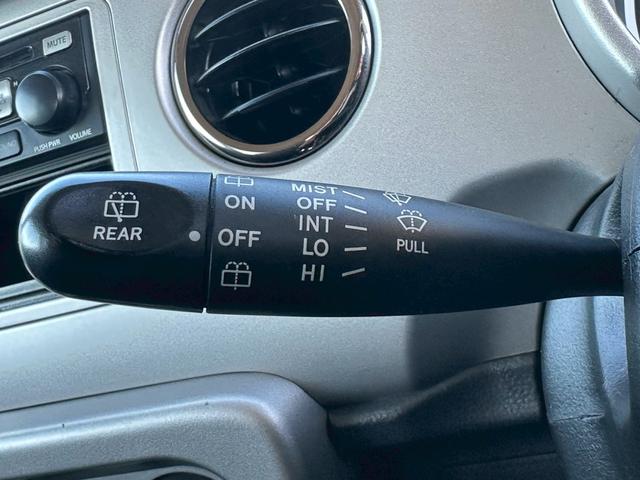 MUTE
PUSH PWR VOLUME
REAR
ON
OFF
MIST
OFF
INT
LO
HI
PULL